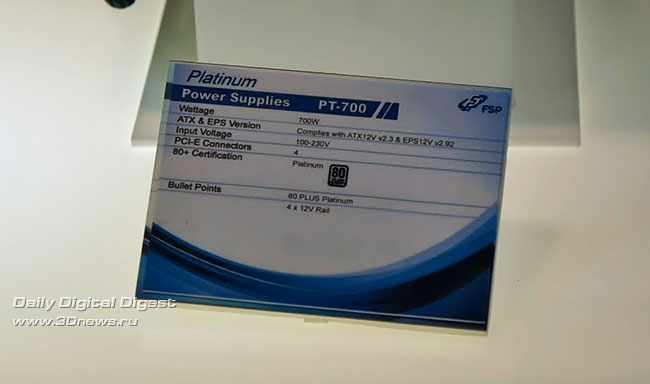 Platinum
Power Supplies PT-700
FSP
Wattage 700W
ATX & EPS Version Complies with ATX12V v2.3 & EPS12V v2.92
Input Voltage 100-230V
PCI-E Connectors 4
80+ Certification Platinum
80
Bullet Points 80 PLUS Platinum
4 x 12V Rail
Daily Digital Digest
www.3Dnews.ru